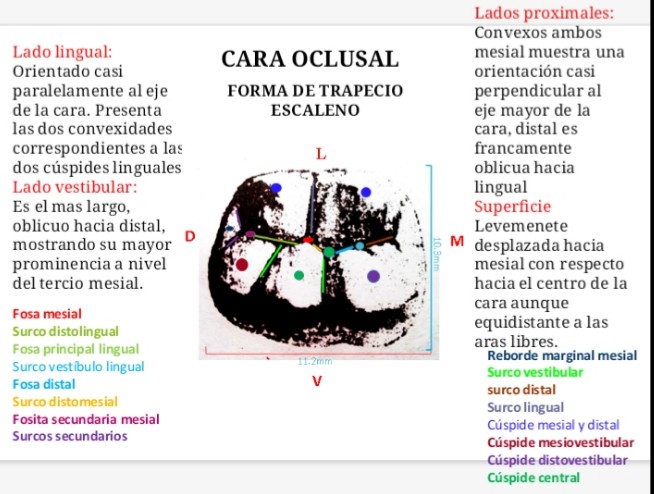 Lado lingual:
Orientado casi
paralelamente al eje
de la cara. Presenta
las dos convexidades
correspondientes a las
dos cúspides linguales
Lado vestibular:
Es el mas largo,
oblicuo hacia distal,
mostrando su mayor
prominencia a nivel
del tercio mesial.
Fosa mesial
Surco distolingual
Fosa principal lingual
Surco vestíbulo lingual
Fosa distal
Surco distomesial
Fosita secundaria mesial
Surcos secundarios
CARA OCLUSAL
FORMA DE TRAPECIO
ESCALENO
L
D
M
10.3mm
11.2mm
V
Lados proximales:
Convexos ambos
mesial muestra una
orientación casi
perpendicular al
eje mayor de la
cara, distal es
francamente
oblicua hacia
lingual
Superficie
Levemenete
desplazada hacia
mesial con respecto
hacia el centro de la
cara aunque
equidistante a las
aras libres.
Reborde marginal mesial
Surco vestibular
surco distal
Surco lingual
Cúspide mesial y distal
Cúspide mesiovestibular
Cúspide distovestibular
Cúspide central